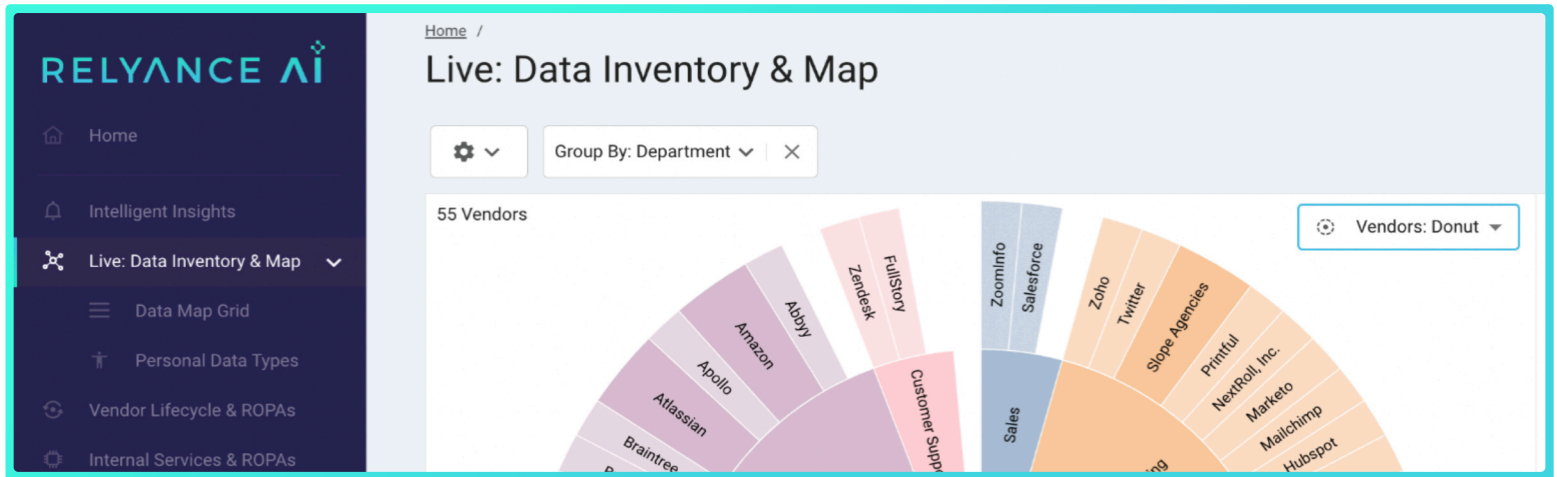 RELYANCE AI
Home
Intelligent Insights
Live: Data Inventory & Map
Data Map Grid
Personal Data Types
Vendor Lifecycle & ROPAs
Internal Services & ROPAs
Home /
Live: Data Inventory & Map
Group By: Department
55 Vendors
Vendors: Donut
Braintree
Atlassian
Apollo
Amazon
Abbyy
Zendesk
FullStory
Customer Suppo
ZoomInfo
Salesforce
Sales
Zoho
Twitter
Slope Agencies
Printful
NextRoll, Inc.
Marketo
Mailchimp
Hubspot
ng